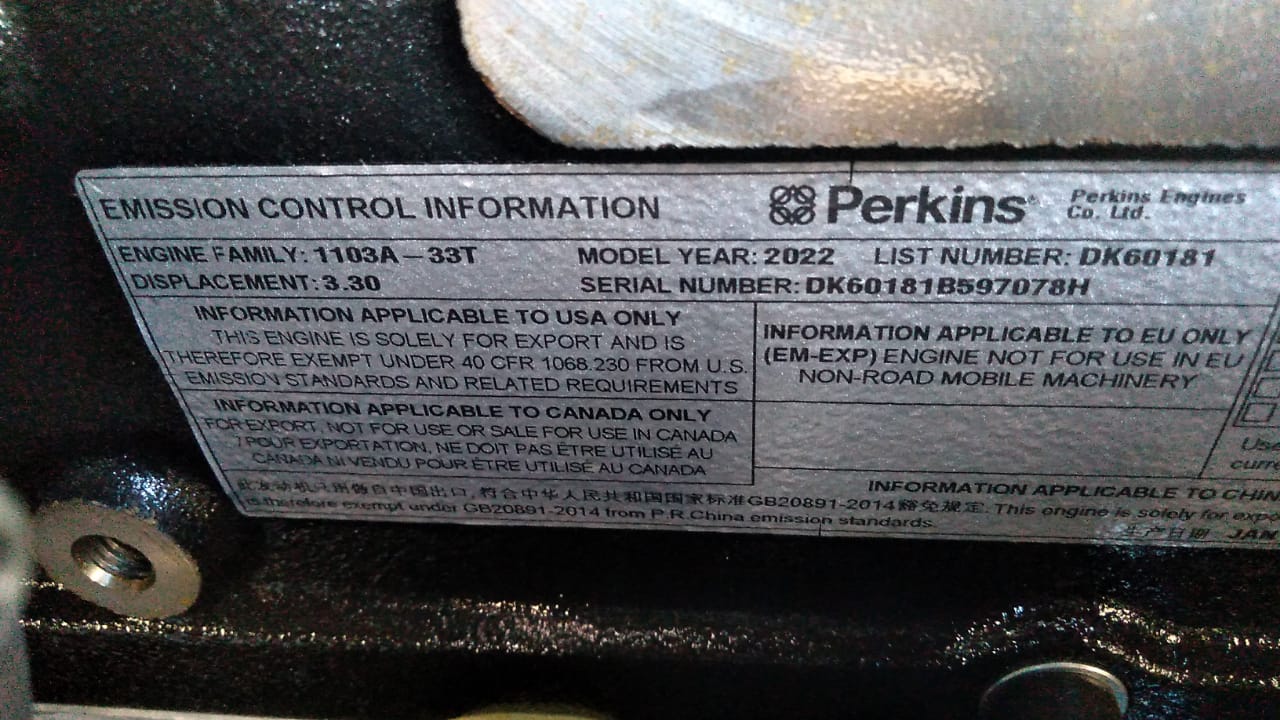 EMISSION CONTROL INFORMATION
Perkins
Perkins Engines
Co. Ltd.
ENGINE FAMILY: 1103A-33T
MODEL YEAR: 2022
LIST NUMBER: DK60181
DISPLACEMENT: 3.30
SERIAL NUMBER: DK60181B597078H
INFORMATION APPLICABLE TO USA ONLY
THIS ENGINE IS SOLELY FOR EXPORT AND IS
THEREFORE EXEMPT UNDER 40 CFR 1068.230 FROM U.S.
EMISSION STANDARDS AND RELATED REQUIREMENTS
INFORMATION APPLICABLE TO EU ONLY
(EM-EXP) ENGINE NOT FOR USE IN EU
NON-ROAD MOBILE MACHINERY
INFORMATION APPLICABLE TO CANADA ONLY
FOR EXPORT, NOT FOR USE OR SALE FOR USE IN CANADA
/ POUR EXPORTATION, NE DOIT PAS ÊTRE UTILISÉ AU
CANADA NI VENDU POUR ÊTRE UTILISÉ AU CANADA
INFORMATION APPLICABLE TO CHIN
此发动机只用做自中国出口,符合中华人民共和国国家标准GB20891-2014豁免规定. This engine is solely for expo
is therefore exempt under GB20891-2014 from P.R.China emission standards.
生产日期 JAN